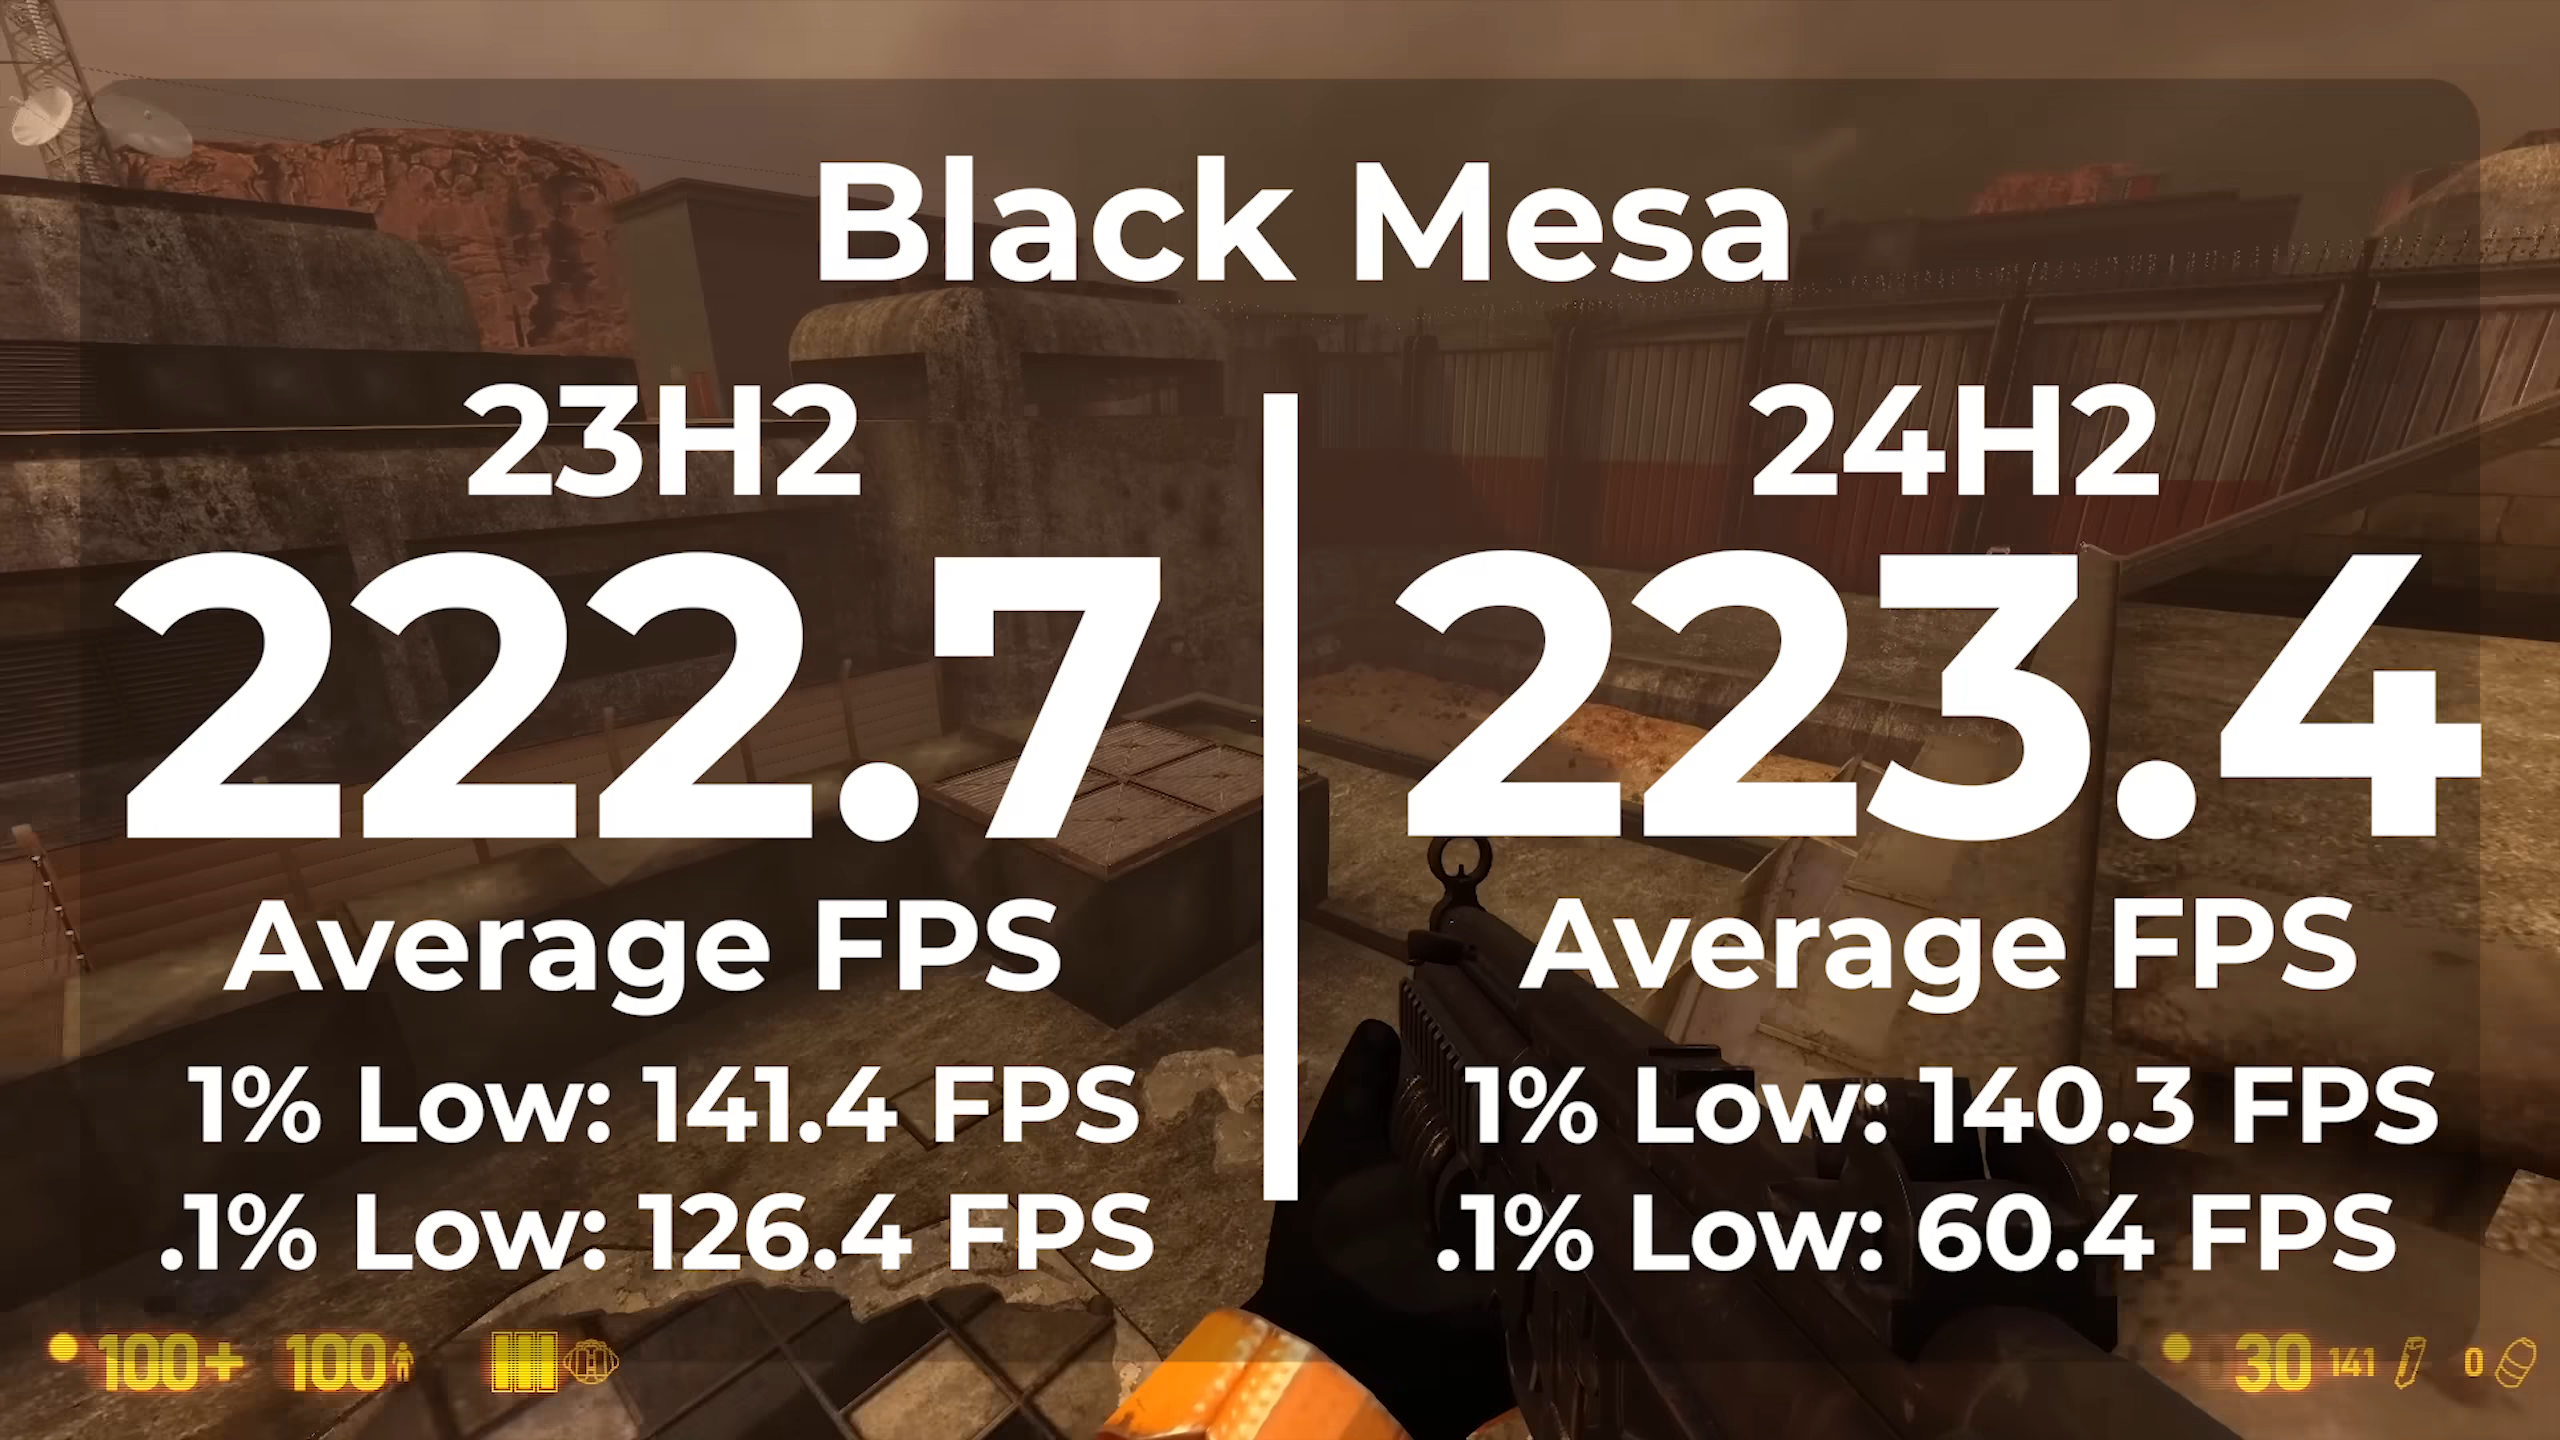 Black Mesa
23H2
222.7
Average FPS
1% Low: 141.4 FPS
.1% Low: 126.4 FPS
24H2
223.4
Average FPS
1% Low: 140.3 FPS
.1% Low: 60.4 FPS
100+ 100
30 141 0